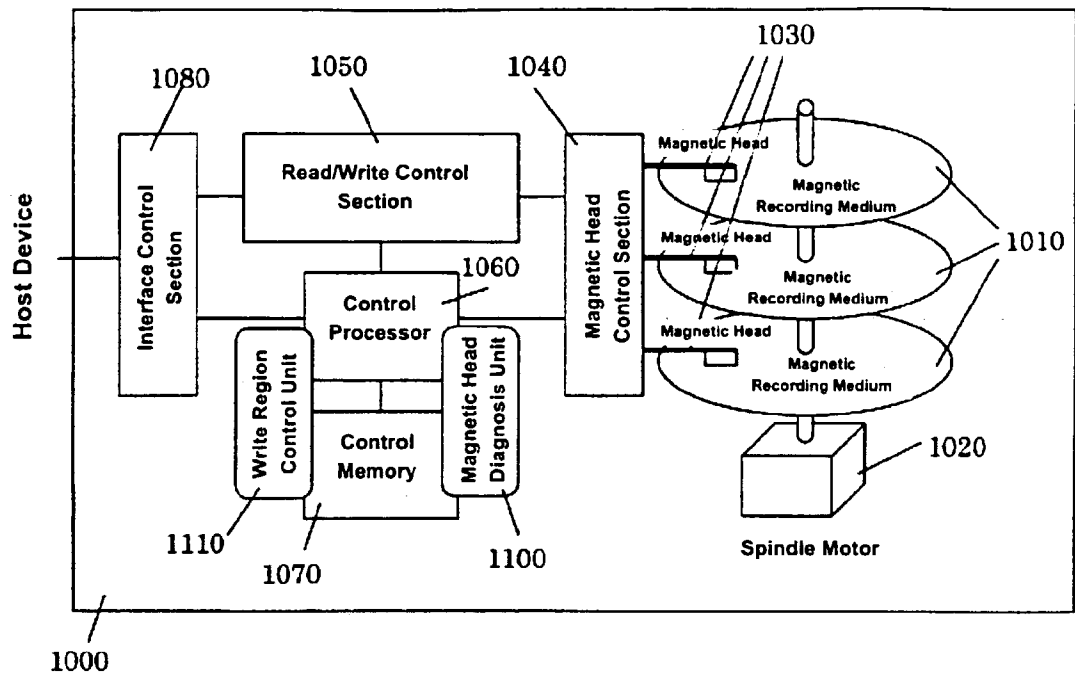 1030
1080
1050
1040
Magnetic Head
Read/Write Control
Section
Magnetic
Recording Medium
Host Device
Interface Control
Section
Magnetic Head
Control Section
Magnetic Head
1010
1060
Control
Processor
Magnetic
Recording Medium
Magnetic Head
Write Region
Control Unit
Magnetic Head
Diagnosis Unit
Magnetic
Recording Medium
Control
Memory
1020
1110
1070
1100
Spindle Motor
1000